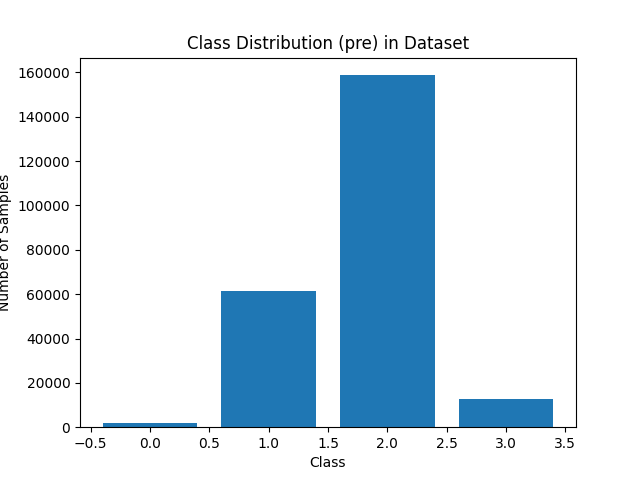 Class Distribution (pre) in Dataset
160000
140000
120000
100000
80000
60000
40000
20000
0
Number of Samples
−0.5 0.0 0.5 1.0 1.5 2.0 2.5 3.0 3.5
Class